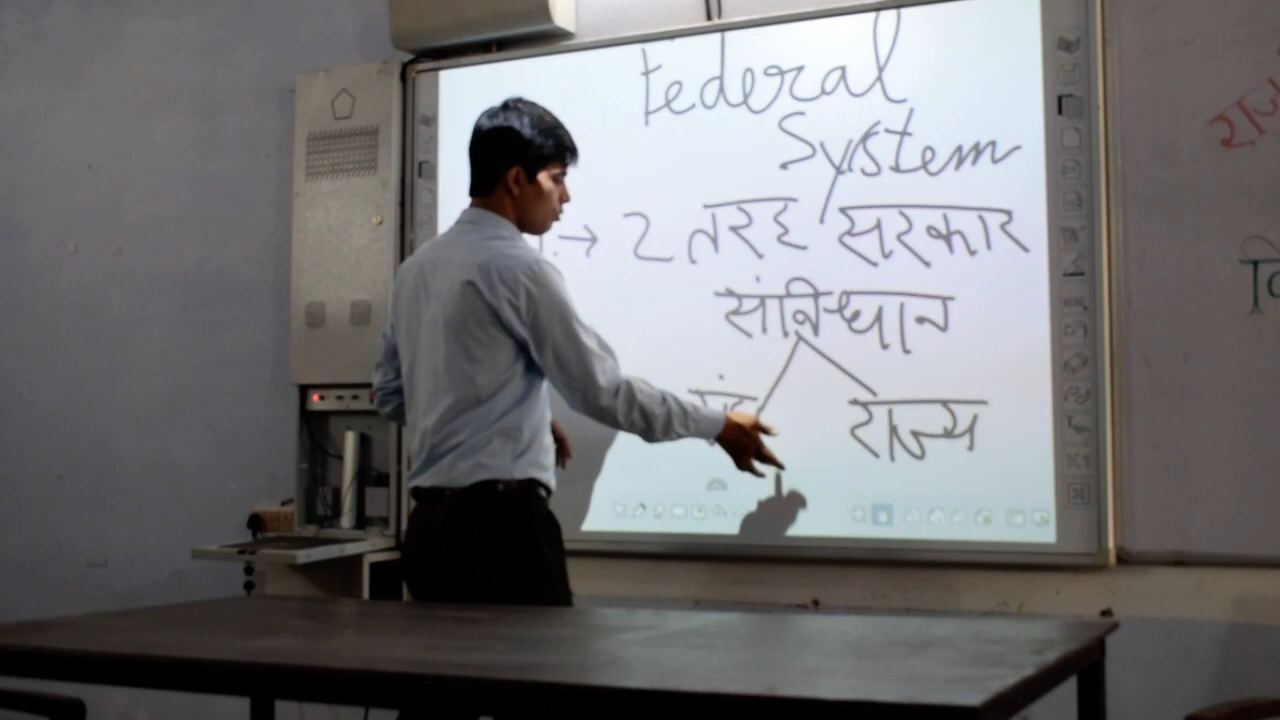 Federal
System
→ 2 तरह सरकार
संविधान
राज्य